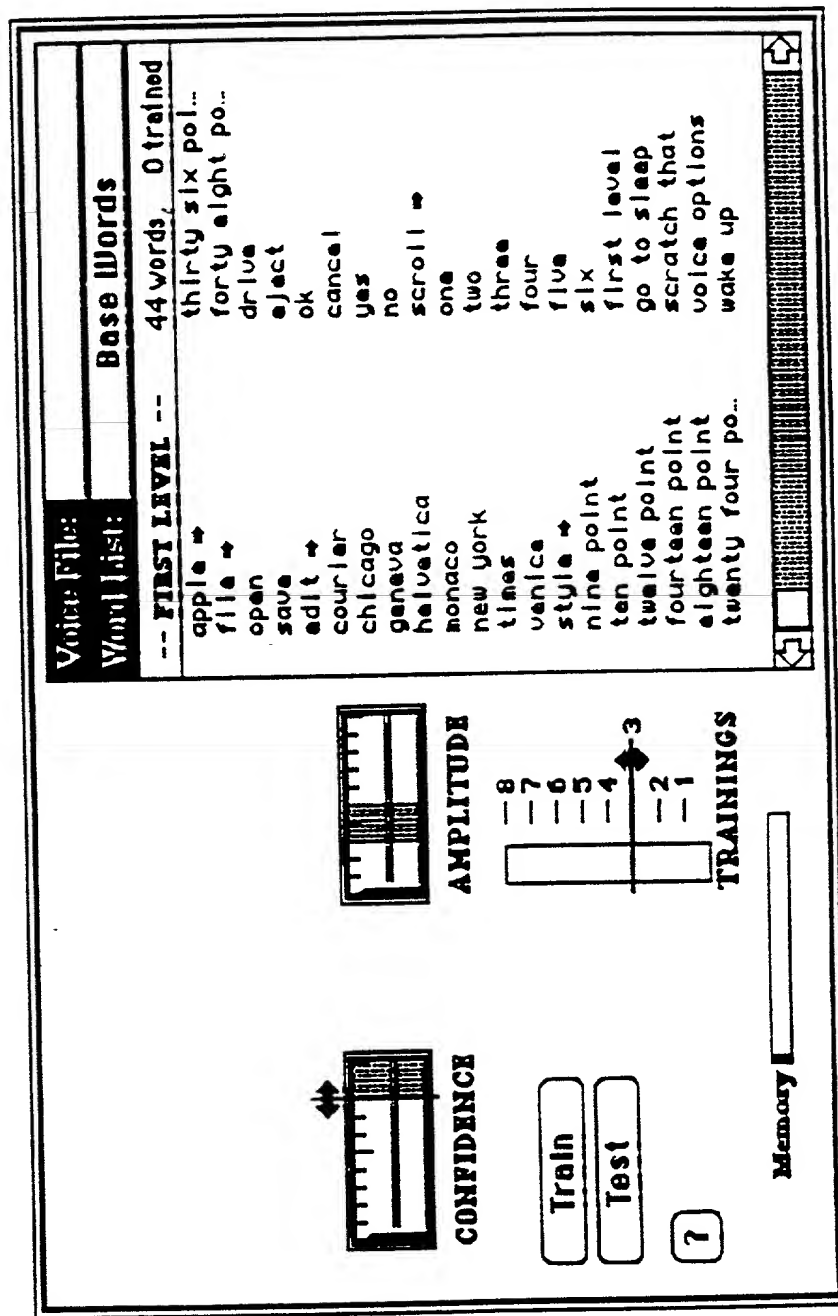 Voice File:
Word List: Base Words
-- FIRST LEVEL -- 44 words, 0 trained
apple ➡
file ➡
open
save
edit ➡
courier
chicago
geneva
helvetica
monaco
new york
times
venice
style ➡
nine point
ten point
twelve point
fourteen point
eighteen point
twenty four po...
thirty six poi...
forty eight po...
drive
eject
ok
cancel
yes
no
scroll ➡
one
two
three
four
five
six
first level
go to sleep
scratch that
voice options
wake up
CONFIDENCE
AMPLITUDE
Train
Test
?
8
7
6
5
4
3
2
1
TRAININGS
Memory